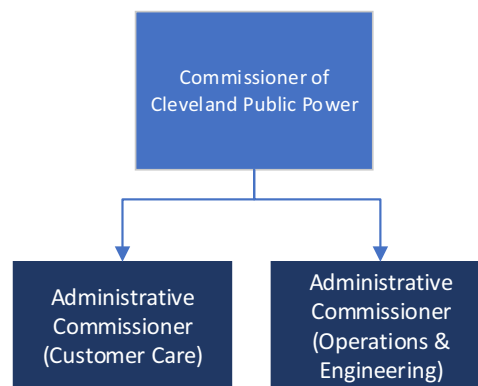 Commissioner of
Cleveland Public Power
Administrative
Commissioner
(Customer Care)
Administrative
Commissioner
(Operations &
Engineering)